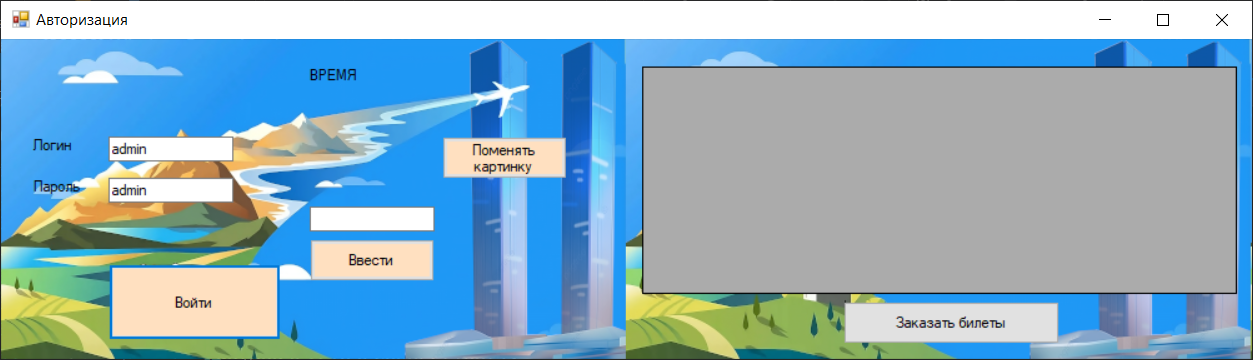 Авторизация
ВРЕМЯ
Логин
admin
Поменять
картинку
Пароль
admin
Ввести
Войти
Заказать билеты